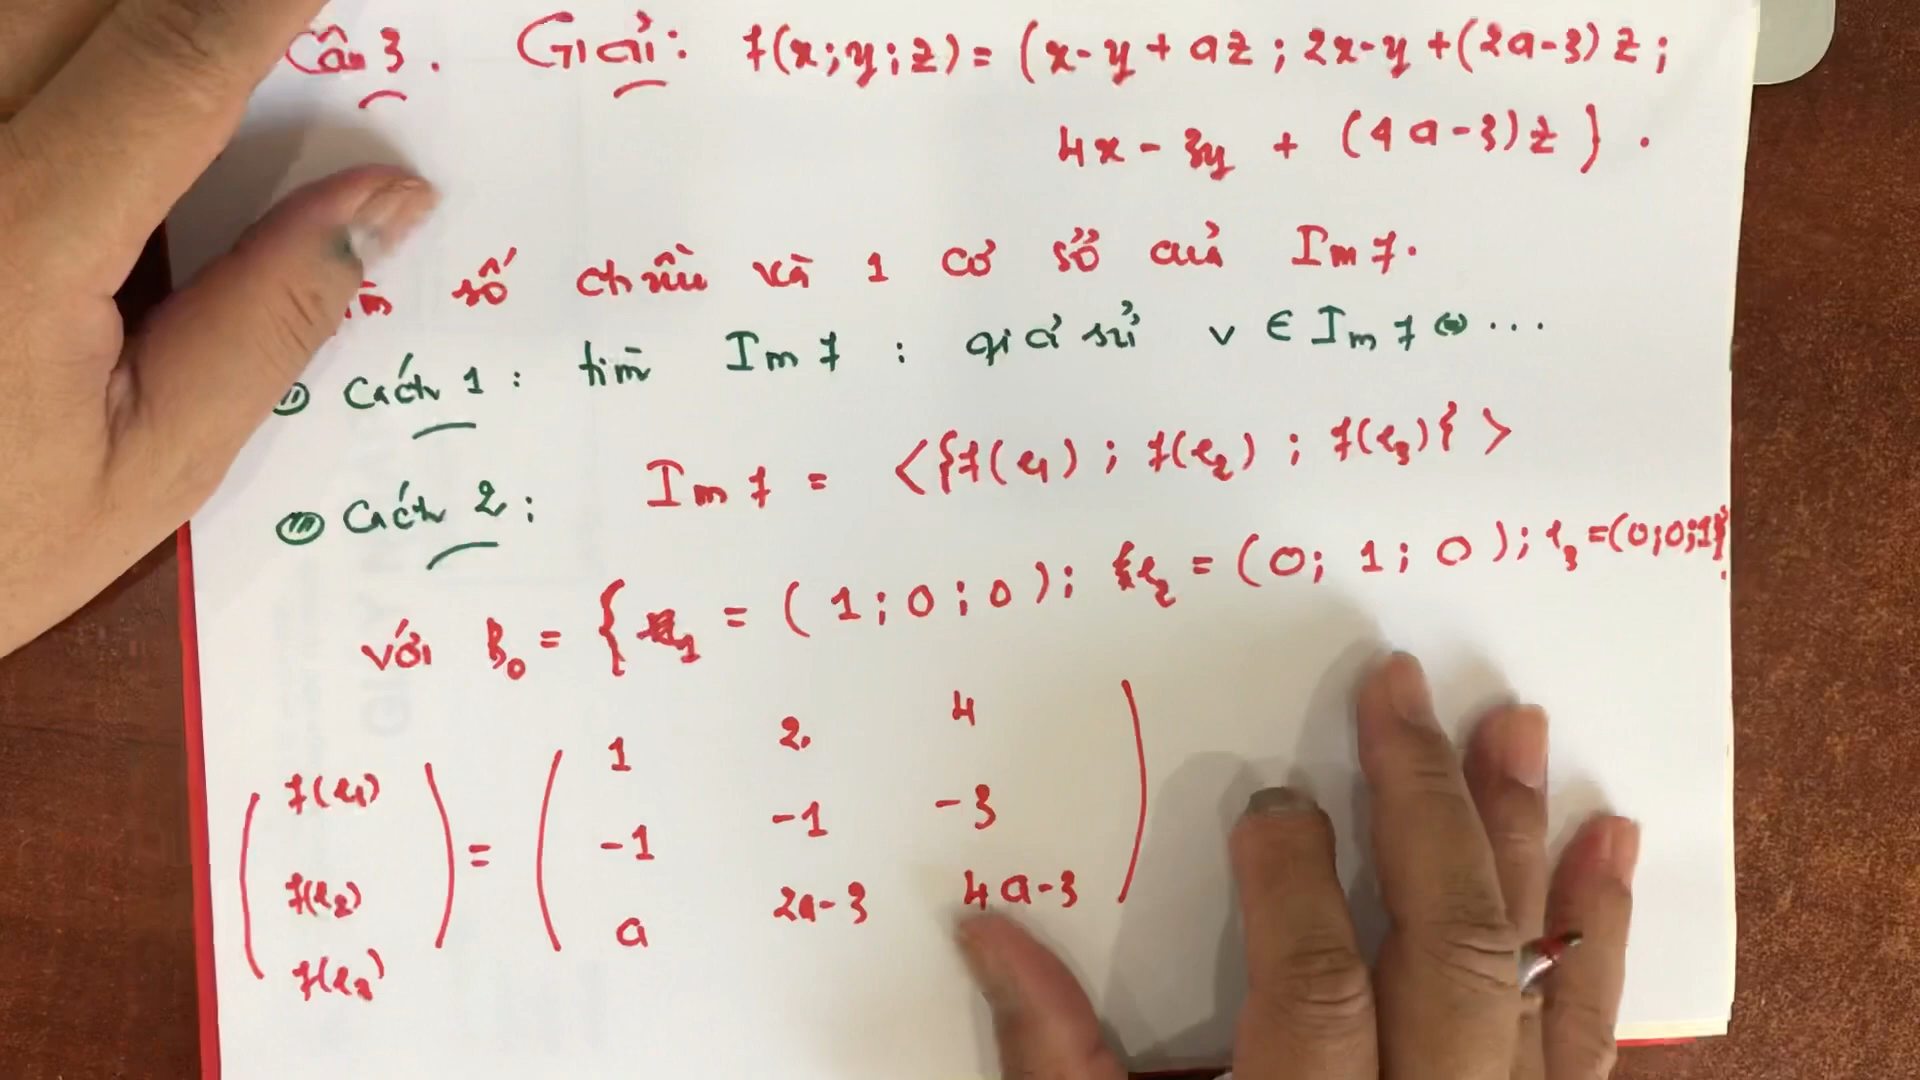 Câu 3. Giải: f(x;y;z) = (x-y + az ; 2x-y +(2a-3) z ;
4x - 3y + (4a-3) z ) .
số chiều và 1 cơ sở của Im f.
Cách 1 : tìm Im f : giả sử v ∈ Im f ⇔ ...
Cách 2 : Im f = <{f(e1) ; f(e2) ; f(e3)}>
với B0 = { e1 = (1;0;0); e2 = (0; 1; 0); e3 =(0;0;1)}
1 2 4
f(e1) -1 -1 -3
= a 2a-3 4a-3
f(e2)
f(e3)